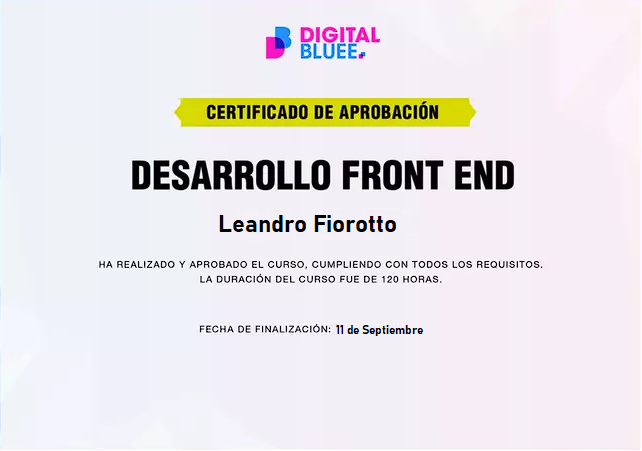 DIGITAL
BLUEE
CERTIFICADO DE APROBACIÓN
DESARROLLO FRONT END
Leandro Fiorotto
HA REALIZADO Y APROBADO EL CURSO, CUMPLIENDO CON TODOS LOS REQUISITOS.
LA DURACIÓN DEL CURSO FUE DE 120 HORAS.
FECHA DE FINALIZACIÓN: 11 de Septiembre